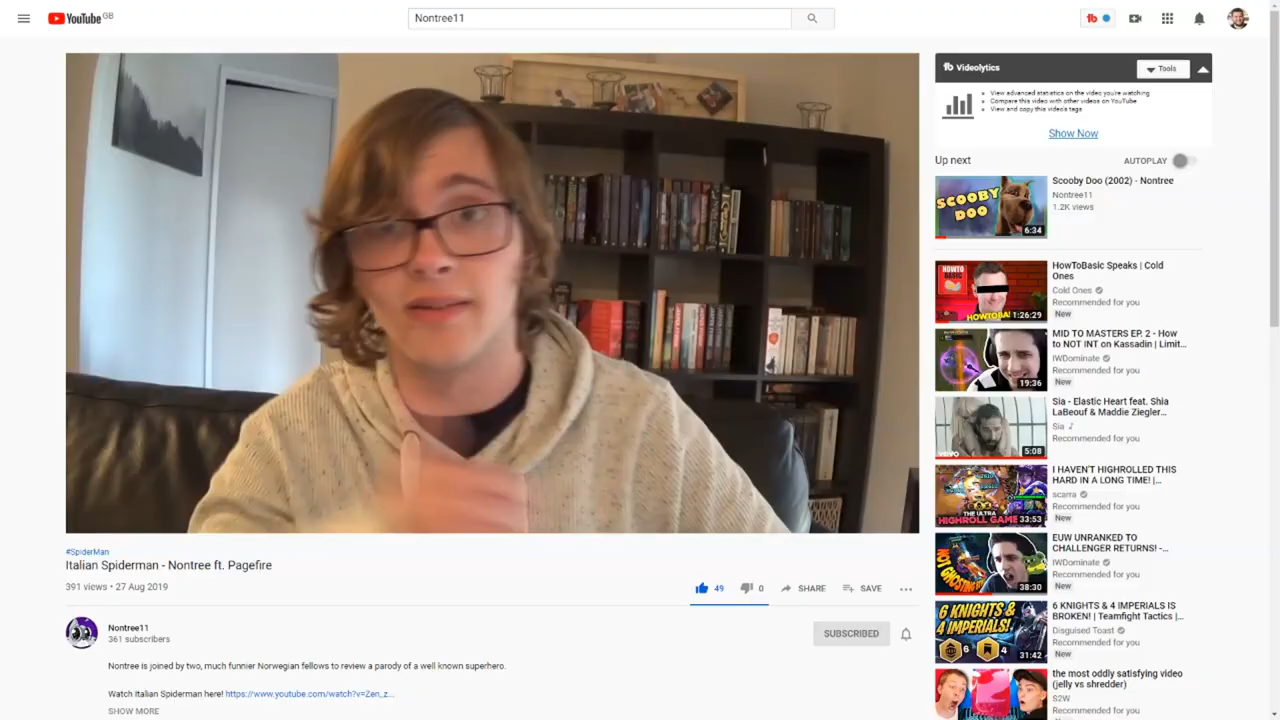 YouTube GB
Nontree11
Videolytics
Tools
View advanced statistics on the video you're watching
Compare this video with other videos on YouTube
View and copy this video's tags
Show Now
Up next
AUTOPLAY
SCOOBY DOO
6:34
Scooby Doo (2002) - Nontree
Nontree11
1.2K views
HOWTO BASIC
HOWTOBA
1:26:29
HowToBasic Speaks | Cold
Ones
Cold Ones
Recommended for you
New
19:36
MID TO MASTERS EP. 2 - How
to NOT INT on Kassadin | Limit...
IWDominate
Recommended for you
New
vevo
5:08
Sia - Elastic Heart feat. Shia
LaBeouf & Maddie Ziegler...
Sia
Recommended for you
THE ULTRA
HIGHROLL GAME
33:53
I HAVEN'T HIGHROLLED THIS
HARD IN A LONG TIME! |...
scarra
Recommended for you
New
NOT GHOSTING
38:30
EUW UNRANKED TO
CHALLENGER RETURNS! -...
IWDominate
Recommended for you
New
6 KNIGHTS &
4 IMPERIALS!
6
4
31:42
6 KNIGHTS & 4 IMPERIALS IS
BROKEN! | Teamfight Tactics |...
Disguised Toast
Recommended for you
New
the most oddly satisfying video
(jelly vs shredder)
S2W
Recommended for you
#SpiderMan
Italian Spiderman - Nontree ft. Pagefire
391 views • 27 Aug 2019
49
0
SHARE
SAVE
Nontree11
361 subscribers
SUBSCRIBED
Nontree is joined by two, much funnier Norwegian fellows to review a parody of a well known superhero.
Watch Italian Spiderman here! https://www.youtube.com/watch?v=Zen_z...
SHOW MORE